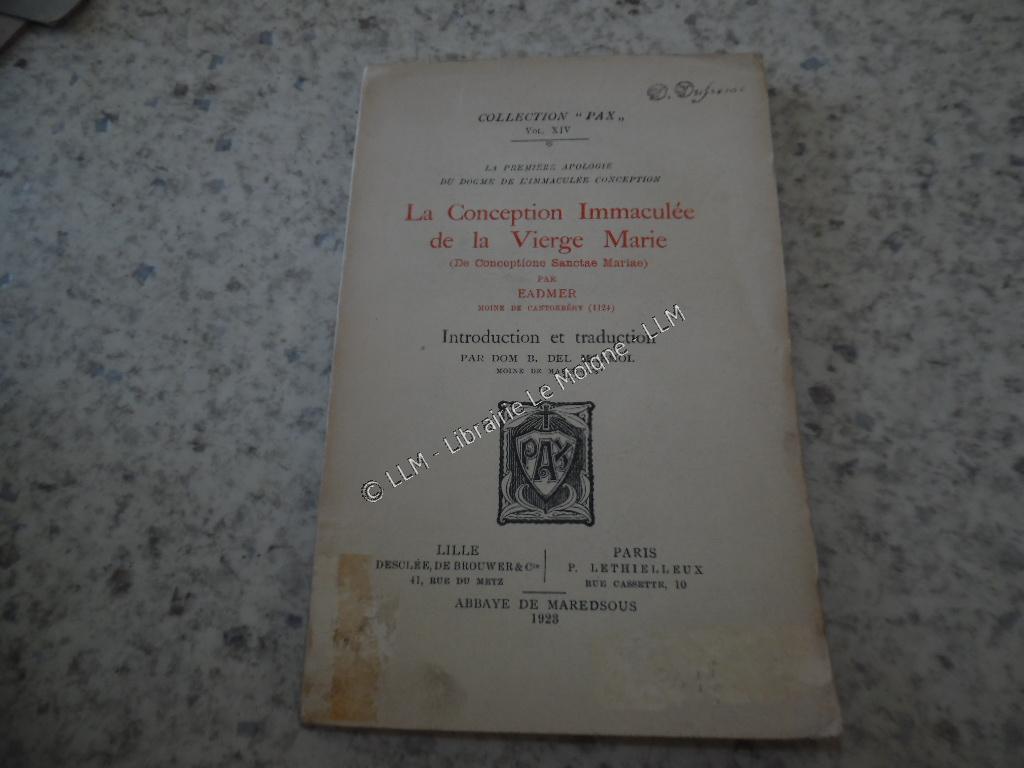 D. Dufresne
COLLECTION "PAX„
VOL. XIV
LA PREMIÈRE APOLOGIE
DU DOGME DE L'IMMACULÉE CONCEPTION
La Conception Immaculée
de la Vierge Marie
(De Conceptione Sanctae Mariae)
PAR
EADMER
MOINE DE CANTORBÉRY (1124)
Introduction et traduction
PAR DOM B. DEL
MOINE DE
© LLM - Librairie Le Moigne - LLM
PAX
LILLE
DESCLÉE, DE BROUWER & Cie
41, RUE DU METZ
PARIS
P. LETHIELLEUX
RUE CASSETTE, 10
ABBAYE DE MAREDSOUS
1923